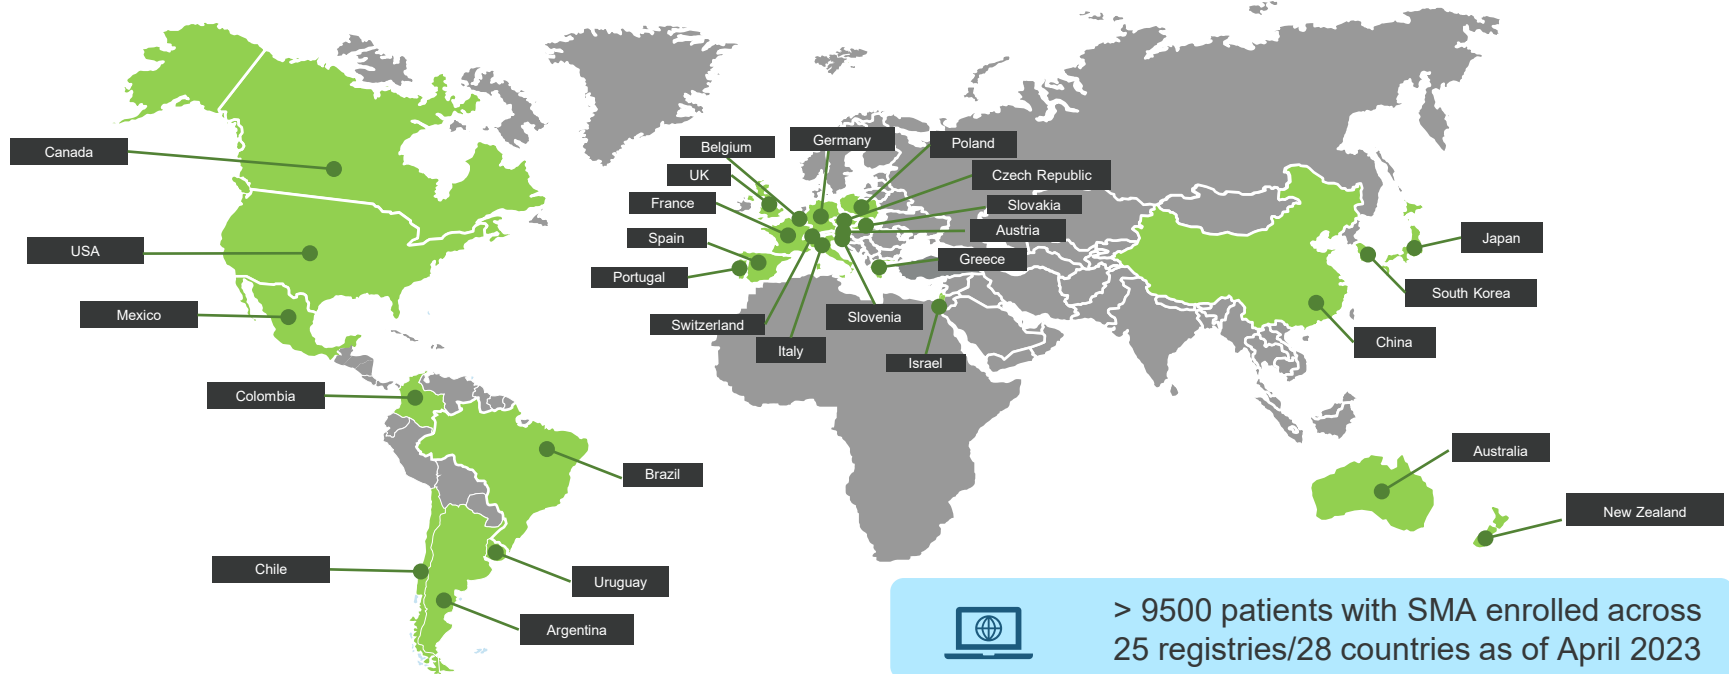 Canada
USA
Mexico
Colombia
Brazil
Chile
Uruguay
Argentina
Belgium
Germany
Poland
UK
Czech Republic
France
Slovakia
Spain
Austria
Portugal
Greece
Switzerland
Slovenia
Italy
Israel
Japan
South Korea
China
Australia
New Zealand
> 9500 patients with SMA enrolled across
25 registries/28 countries as of April 2023